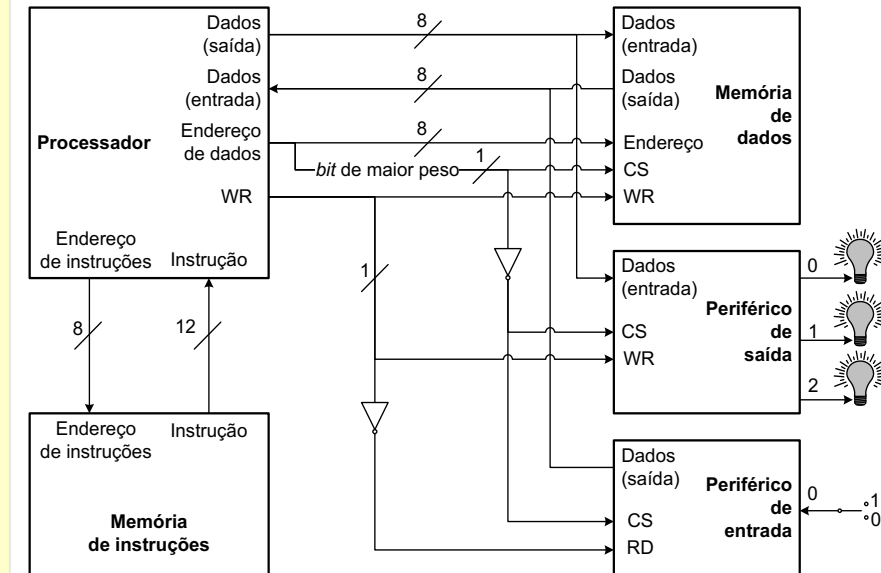 Dados
(saída)
Dados
(entrada)
Endereço
de dados
WR
Processador
Endereço
de instruções
Instrução
8
8
8
bit de maior peso
1
1
8
12
Dados
(entrada)
Dados
(saída)
Endereço
CS
WR
Memória
de
dados
Dados
(entrada)
CS
WR
Periférico
de
saída
0
1
2
Endereço
de instruções
Instrução
Memória
de instruções
Dados
(saída)
CS
RD
Periférico
de
entrada
0
1
0